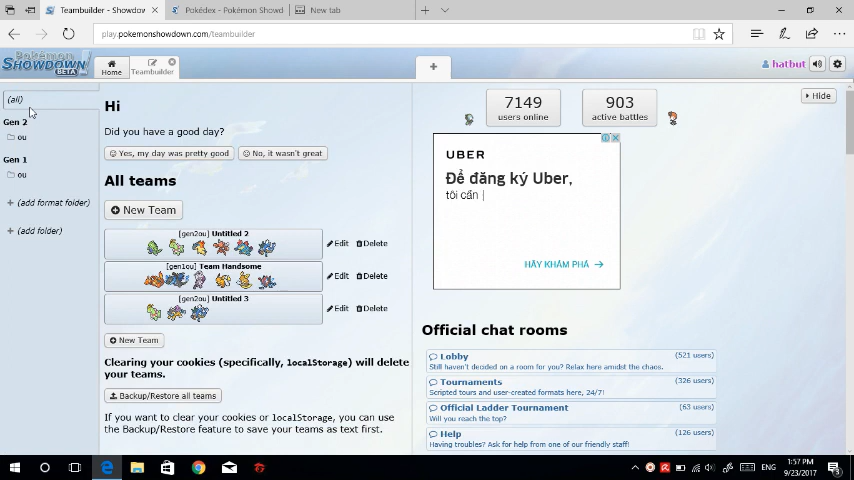 Teambuilder - Showdow
Pokédex - Pokémon Showd
New tab
play.pokemonshowdown.com/teambuilder
Pokémon
SHOWDOWN
BETA
Home
Teambuilder
hatbut
(all)
Gen 2
ou
Gen 1
ou
(add format folder)
(add folder)
Hi
Did you have a good day?
Yes, my day was pretty good
No, it wasn't great
All teams
New Team
[gen2ou] Untitled 2
Edit Delete
[gen1ou] Team Handsome
Edit Delete
[gen2ou] Untitled 3
Edit Delete
New Team
Clearing your cookies (specifically, localStorage) will delete
your teams.
Backup/Restore all teams
If you want to clear your cookies or localStorage, you can use
the Backup/Restore feature to save your teams as text first.
7149
users online
903
active battles
Hide
UBER
Để đăng ký Uber,
tôi cần
HÃY KHÁM PHÁ
Official chat rooms
Lobby
(521 users)
Still haven't decided on a room for you? Relax here amidst the chaos.
Tournaments
(326 users)
Scripted tours and user-created formats here, 24/7!
Official Ladder Tournament
(63 users)
Will you reach the top?
Help
(126 users)
Having troubles? Ask for help from one of our friendly staff!
ENG
1:57 PM
9/23/2017
3